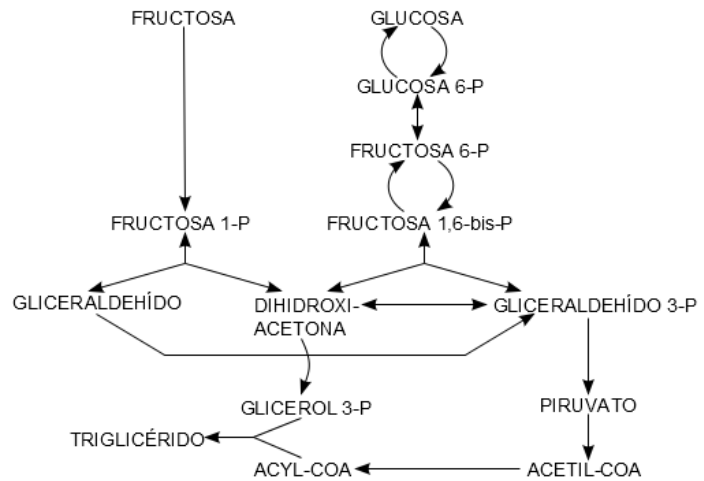 FRUCTOSA
GLUCOSA
GLUCOSA 6-P
FRUCTOSA 6-P
FRUCTOSA 1-P
FRUCTOSA 1,6-bis-P
GLICERALDEHÍDO
DIHIDROXI-
ACETONA
GLICERALDEHÍDO 3-P
GLICEROL 3-P
PIRUVATO
TRIGLICÉRIDO
ACYL-COA
ACETIL-COA